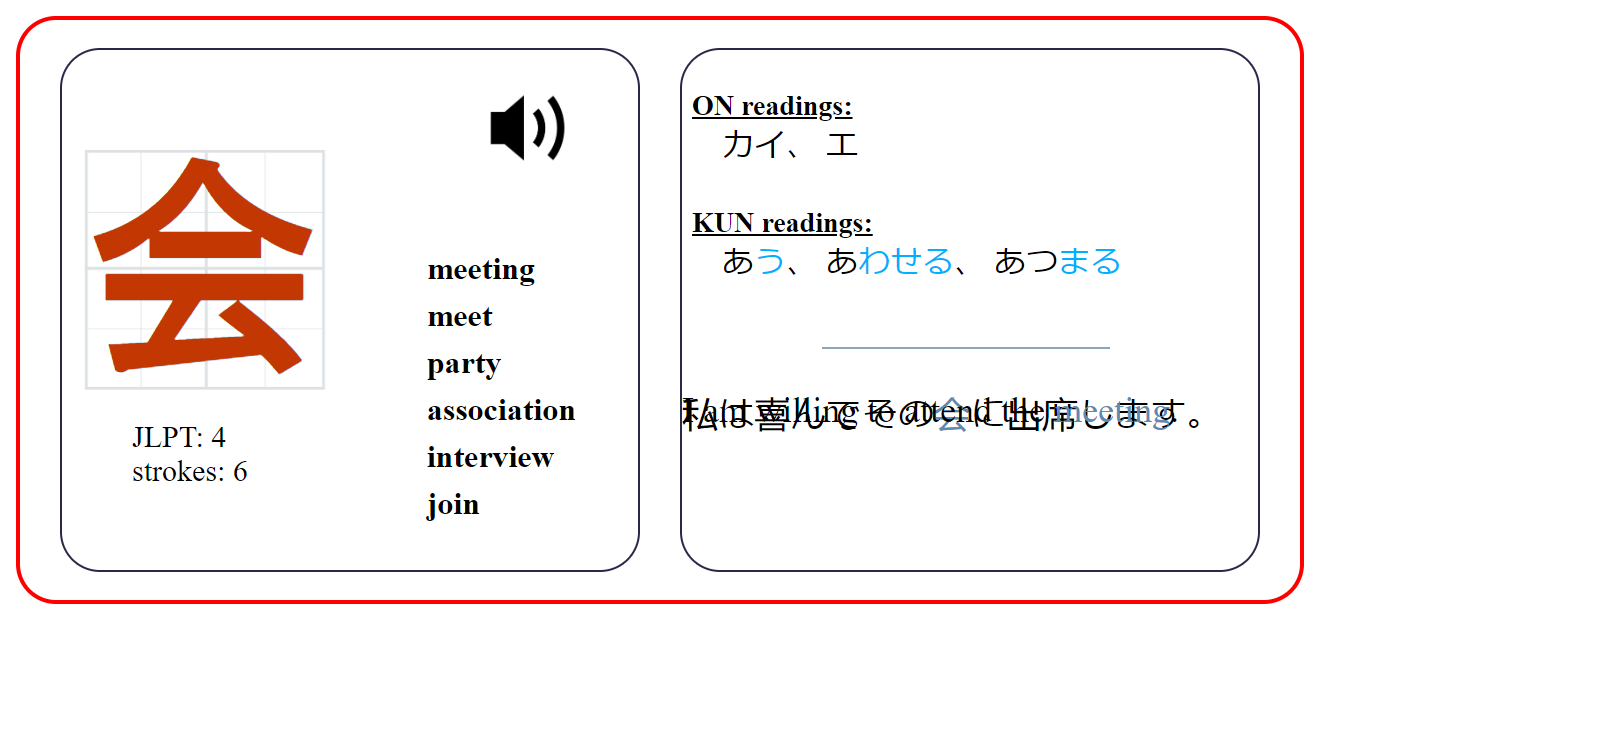 会
JLPT: 4
strokes: 6
meeting
meet
party
association
interview
join
ON readings:
カイ、 エ
KUN readings:
あう、 あわせる、 あつまる
私は喜んでその会に出席します。
I am willing to attend the meeting